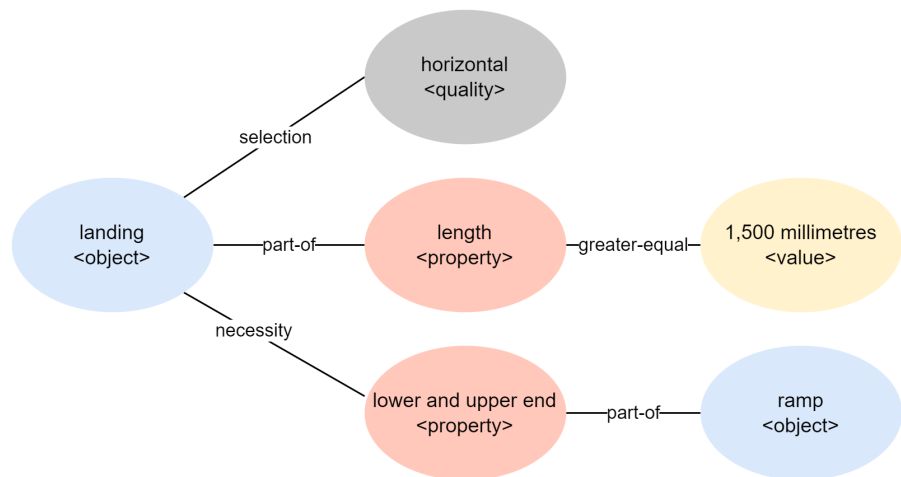 horizontal
<quality>
selection
landing
<object>
part-of
length
<property>
greater-equal
1,500 millimetres
<value>
necessity
lower and upper end
<property>
part-of
ramp
<object>